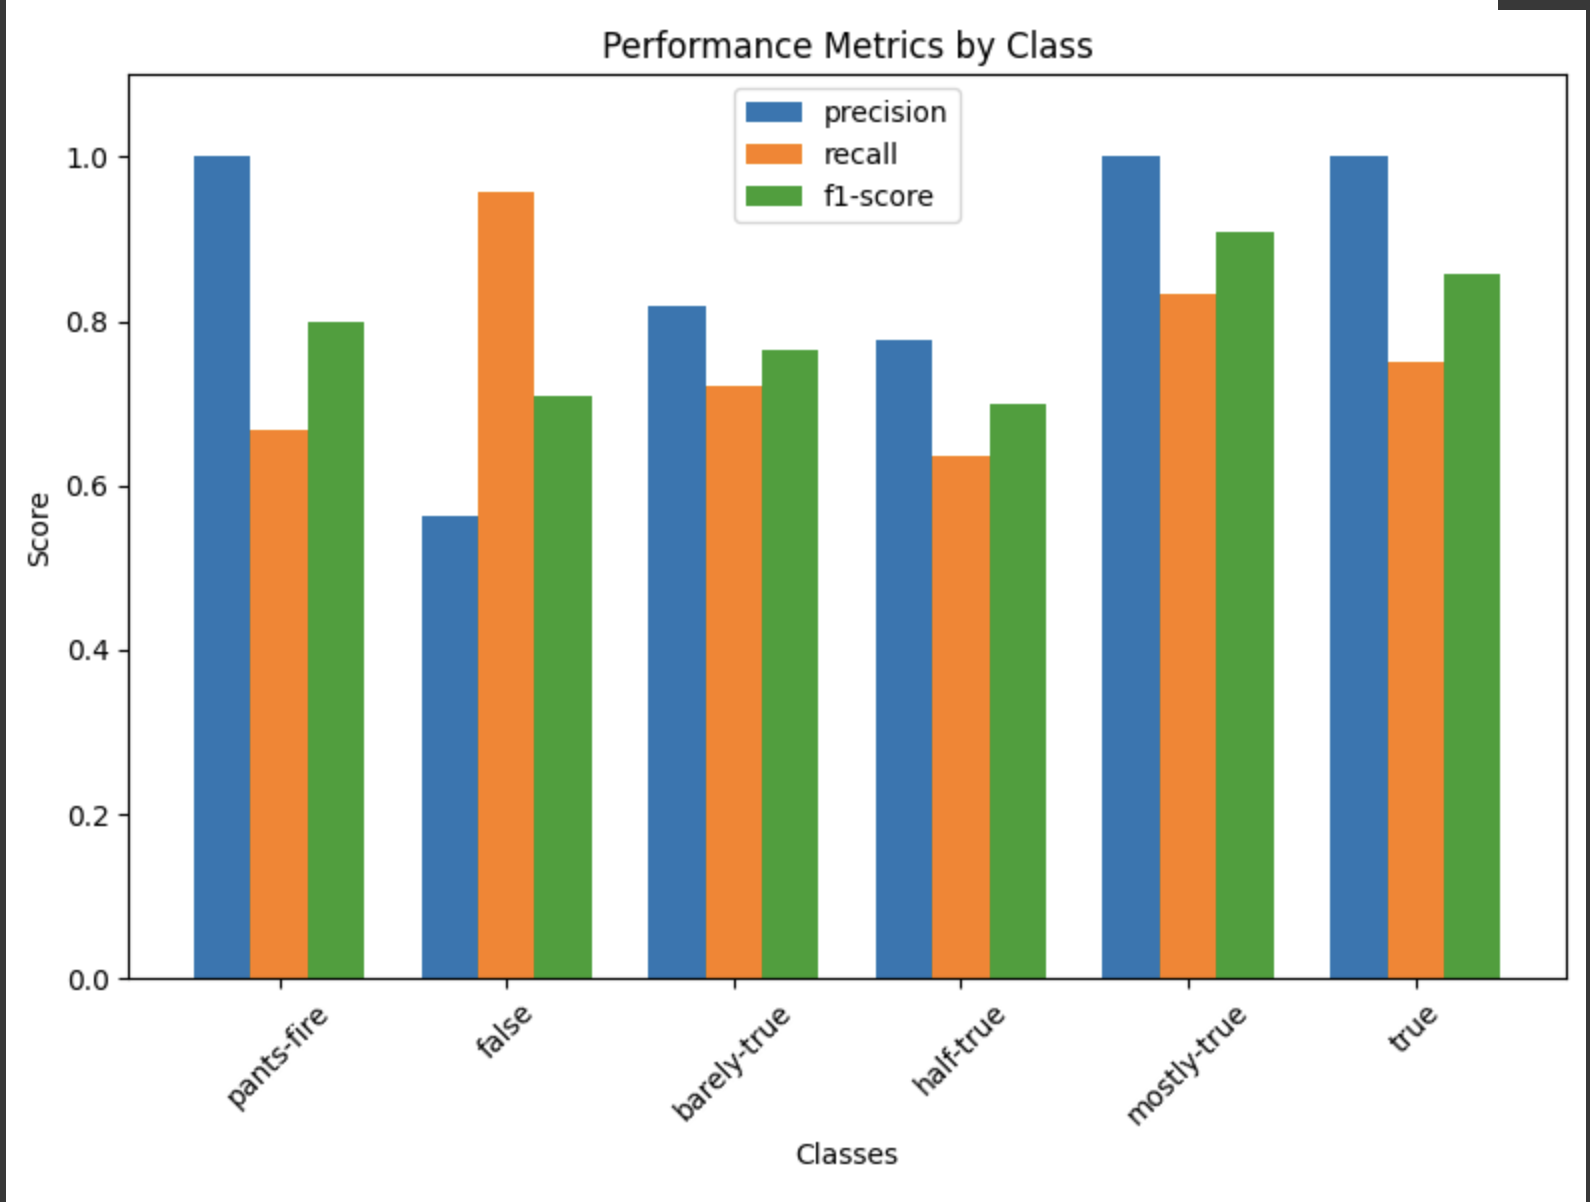 Performance Metrics by Class
precision
recall
f1-score
1.0
0.8
0.6
0.4
0.2
0.0
Score
pants-fire
false
barely-true
half-true
mostly-true
true
Classes